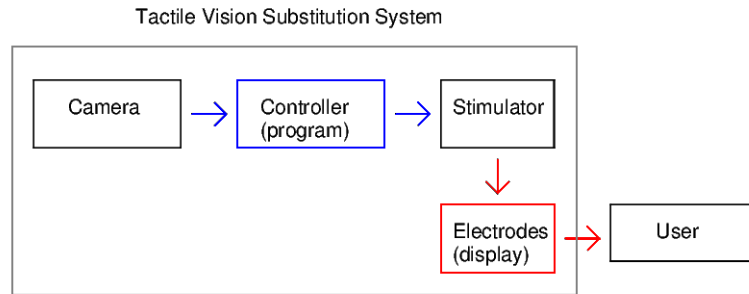 Tactile Vision Substitution System
Camera
Controller
(program)
Stimulator
Electrodes
(display)
User